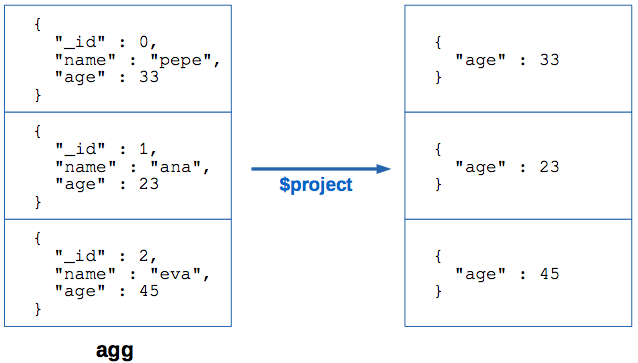 {
"_id" : 0,
"name" : "pepe",
"age" : 33
}
{
"_id" : 1,
"name" : "ana",
"age" : 23
}
{
"_id" : 2,
"name" : "eva",
"age" : 45
}
agg
$project
{
"age" : 33
}
{
"age" : 23
}
{
"age" : 45
}